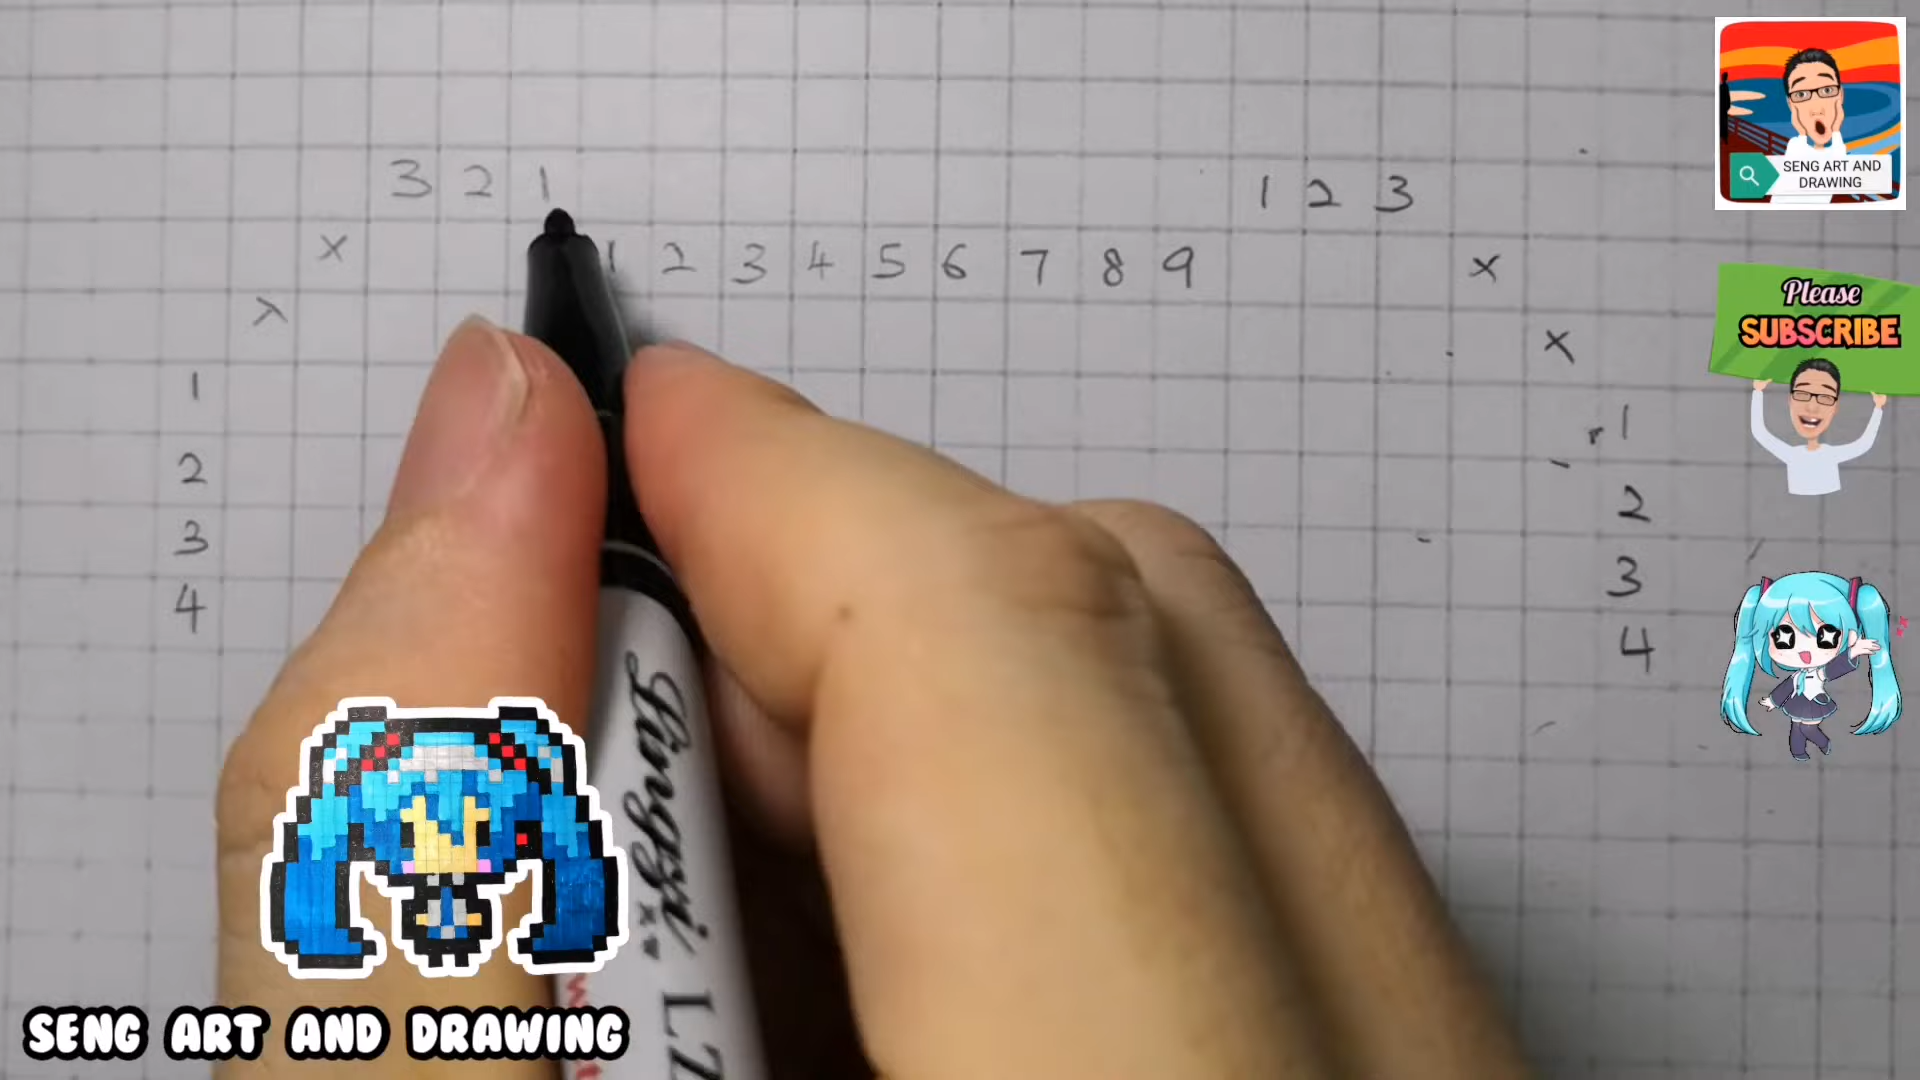 SENG ART AND
DRAWING
3 2 1
1 2 3
x
1 2 3 4 5 6 7 8 9
x
x
x
Please
SUBSCRIBE
1
2
3
4
1
2
3
4
Kingyi
SENG ART AND DRAWING